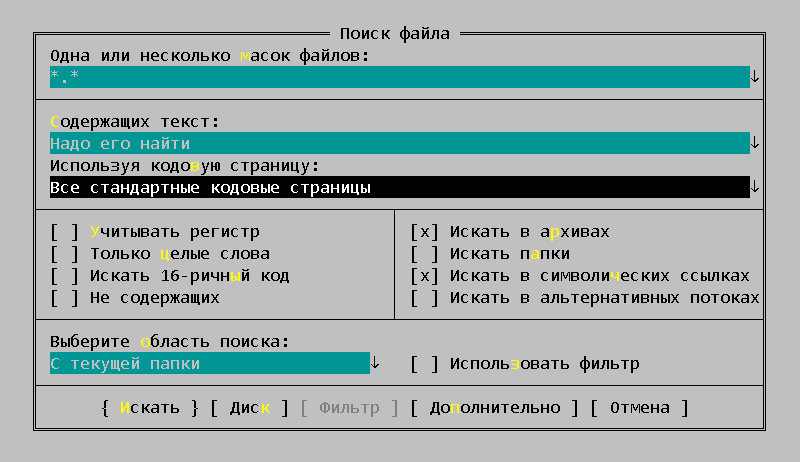 Поиск файла
Одна или несколько масок файлов:
*.*
Содержащих текст:
Надо его найти
Используя кодовую страницу:
Все стандартные кодовые страницы
[ ] Учитывать регистр
[ ] Только целые слова
[ ] Искать 16-ричный код
[ ] Не содержащих
[x] Искать в архивах
[ ] Искать папки
[x] Искать в символических ссылках
[ ] Искать в альтернативных потоках
Выберите область поиска:
С текущей папки
[ ] Использовать фильтр
{ Искать } [ Диск ] [ Фильтр ] [ Дополнительно ] [ Отмена ]